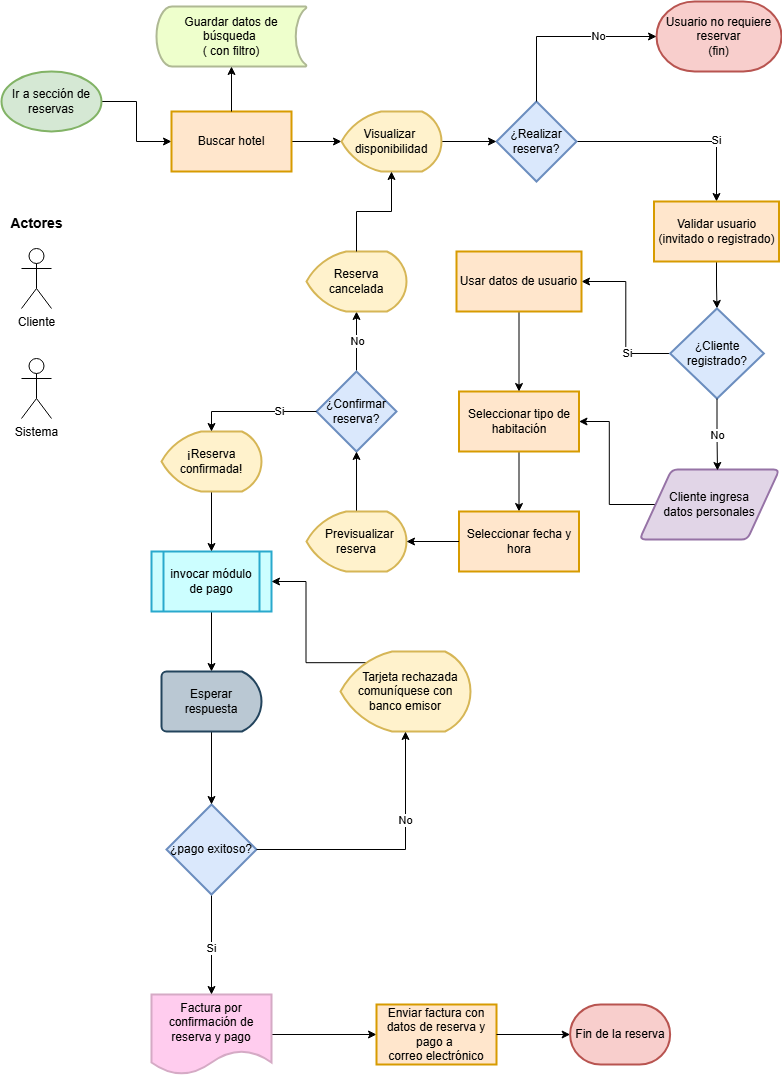 Guardar datos de
búsqueda
( con filtro)
Usuario no requiere
reservar
(fin)
No
Ir a sección de
reservas
Buscar hotel
Visualizar
disponibilidad
¿Realizar
reserva?
Si
Validar usuario
(invitado o registrado)
Actores
Cliente
Sistema
Reserva
cancelada
Usar datos de usuario
¿Cliente
registrado?
Si
No
No
¿Confirmar
reserva?
Si
Seleccionar tipo de
habitación
¡Reserva
confirmada!
Cliente ingresa
datos personales
Previsualizar
reserva
Seleccionar fecha y
hora
invocar módulo
de pago
Esperar
respuesta
Tarjeta rechazada
comuníquese con
banco emisor
No
¿pago exitoso?
Si
Factura por
confirmación de
reserva y pago
Enviar factura con
datos de reserva y
pago a
correo electrónico
Fin de la reserva